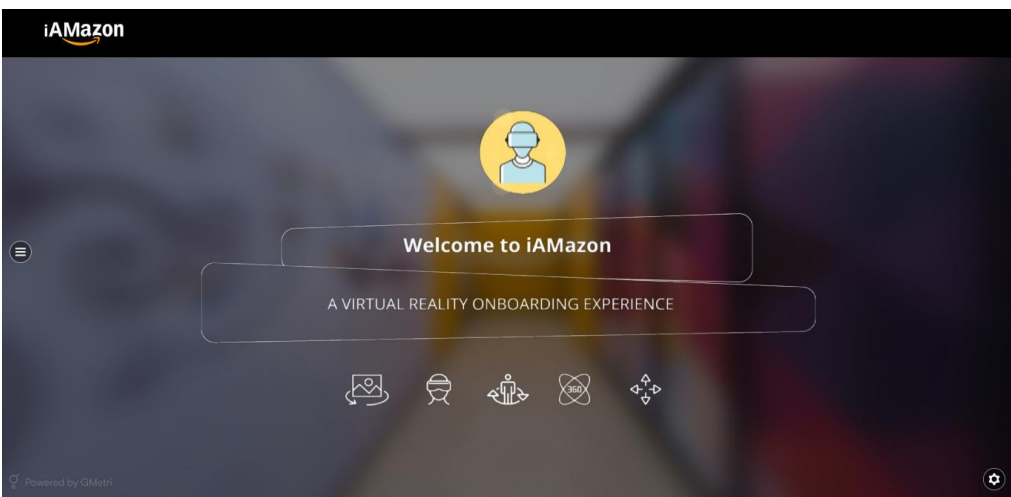 iAMazon
Welcome to iAMazon
A VIRTUAL REALITY ONBOARDING EXPERIENCE
360
Powered by GMetri